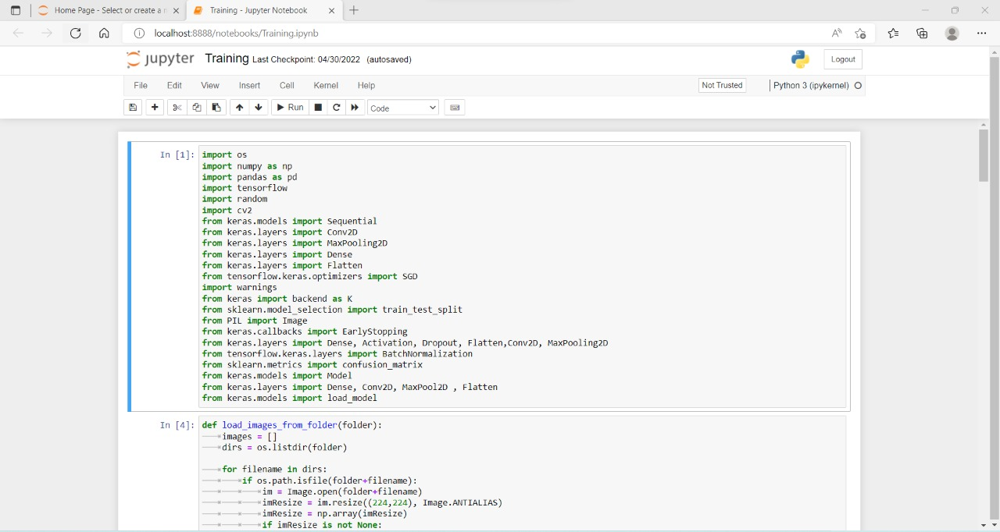 Home Page - Select or create a n
Training - Jupyter Notebook
localhost:8888/notebooks/Training.ipynb
jupyter Training Last Checkpoint: 04/30/2022 (autosaved)
Logout
File Edit View Insert Cell Kernel Help
Not Trusted
Python 3 (ipykernel)
Run
Code
In [1]:
import os
import numpy as np
import pandas as pd
import tensorflow
import random
import cv2
from keras.models import Sequential
from keras.layers import Conv2D
from keras.layers import MaxPooling2D
from keras.layers import Dense
from keras.layers import Flatten
from tensorflow.keras.optimizers import SGD
import warnings
from keras import backend as K
from sklearn.model_selection import train_test_split
from PIL import Image
from keras.callbacks import EarlyStopping
from keras.layers import Dense, Activation, Dropout, Flatten,Conv2D, MaxPooling2D
from tensorflow.keras.layers import BatchNormalization
from sklearn.metrics import confusion_matrix
from keras.models import Model
from keras.layers import Dense, Conv2D, MaxPool2D , Flatten
from keras.models import load_model
In [4]:
def load_images_from_folder(folder):
images = []
dirs = os.listdir(folder)
for filename in dirs:
if os.path.isfile(folder+filename):
im = Image.open(folder+filename)
imResize = im.resize((224,224), Image.ANTIALIAS)
imResize = np.array(imResize)
if imResize is not None: